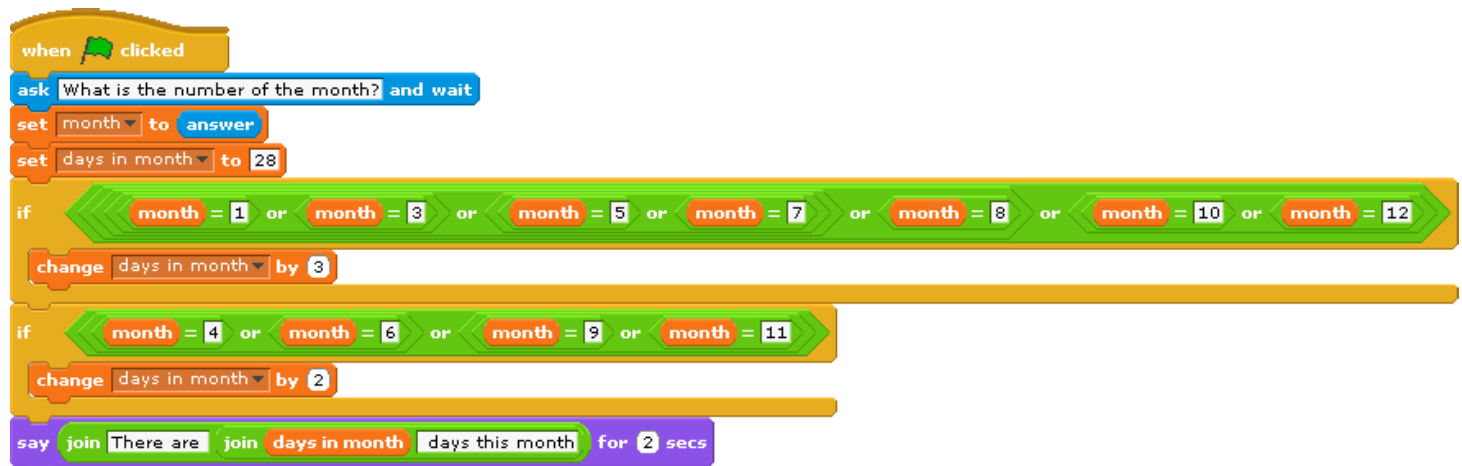 when clicked
ask What is the number of the month? and wait
set month to answer
set days in month to 28
if month = 1 or month = 3 or month = 5 or month = 7 or month = 8 or month = 10 or month = 12
change days in month by 3
if month = 4 or month = 6 or month = 9 or month = 11
change days in month by 2
say join There are join days in month days this month for 2 secs